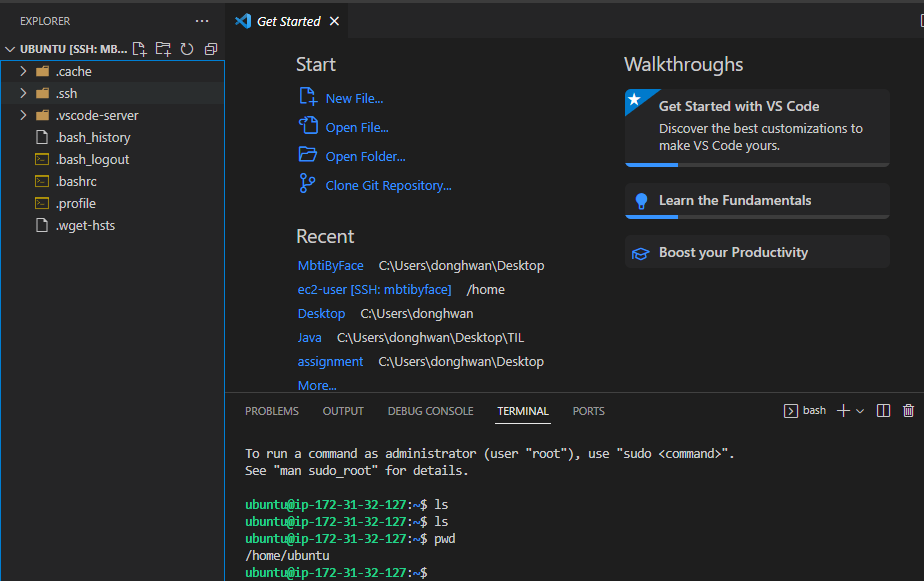 EXPLORER
UBUNTU [SSH: MB...
.cache
.ssh
.vscode-server
.bash_history
.bash_logout
.bashrc
.profile
.wget-hsts
Get Started
Start
New File...
Open File...
Open Folder...
Clone Git Repository...
Recent
MbtiByFace C:\Users\donghwan\Desktop
ec2-user [SSH: mbtibyface] /home
Desktop C:\Users\donghwan
Java C:\Users\donghwan\Desktop\TIL
assignment C:\Users\donghwan\Desktop
More...
Walkthroughs
Get Started with VS Code
Discover the best customizations to
make VS Code yours.
Learn the Fundamentals
Boost your Productivity
PROBLEMS OUTPUT DEBUG CONSOLE TERMINAL PORTS bash
To run a command as administrator (user "root"), use "sudo <command>".
See "man sudo_root" for details.
ubuntu@ip-172-31-32-127:~$ ls
ubuntu@ip-172-31-32-127:~$ ls
ubuntu@ip-172-31-32-127:~$ pwd
/home/ubuntu
ubuntu@ip-172-31-32-127:~$